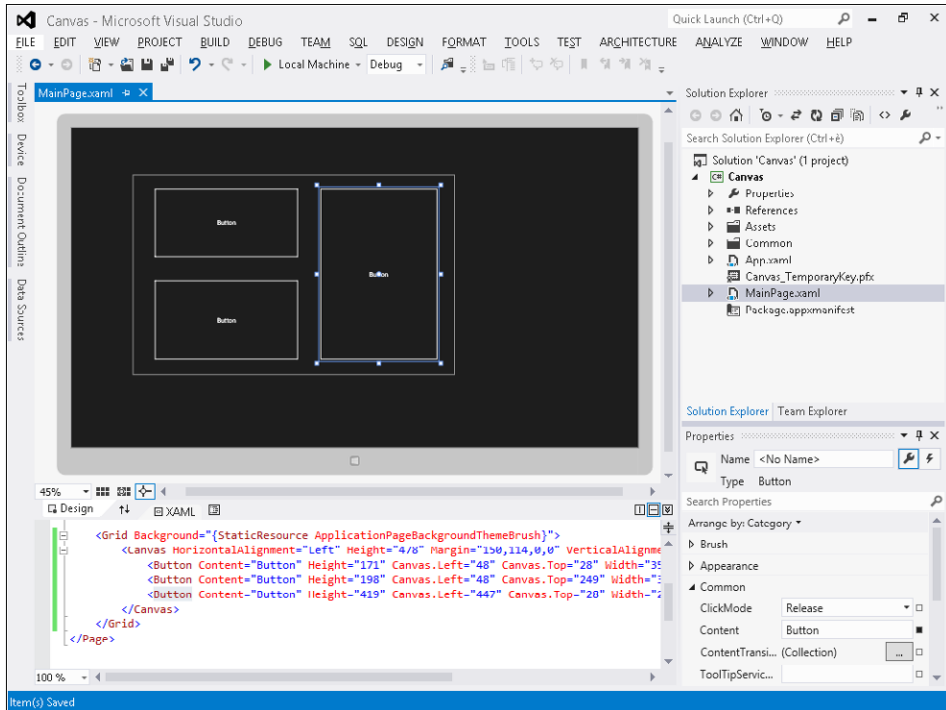 Canvas - Microsoft Visual Studio
Quick Launch (Ctrl+Q)
FILE EDIT VIEW PROJECT BUILD DEBUG TEAM SQL DESIGN FORMAT TOOLS TEST ARCHITECTURE ANALYZE WINDOW HELP
Local Machine Debug
Toolbox
Device
Document Outline
Data Sources
MainPage.xaml
Button
Button
Button
45%
Design XAML
<Grid Background="{StaticResource ApplicationPageBackgroundThemeBrush}">
<Canvas HorizontalAlignment="Left" Height="478" Margin="150,114,0,0" VerticalAlignme
<Button Content="Button" Height="171" Canvas.Left="48" Canvas.Top="28" Width="35
<Button Content="Button" Height="198" Canvas.Left="48" Canvas.Top="249" Width="3
<Button Content="Button" Height="419" Canvas.Left="447" Canvas.Top="28" Width="2
</Canvas>
</Grid>
</Page>
100 %
Item(s) Saved
Solution Explorer
Search Solution Explorer (Ctrl+è)
Solution 'Canvas' (1 project)
C# Canvas
Properties
References
Assets
Common
App.xaml
Canvas_TemporaryKey.pfx
MainPage.xaml
Package.appxmanifest
Solution Explorer Team Explorer
Properties
Name <No Name>
Type Button
Search Properties
Arrange by: Category
Brush
Appearance
Common
ClickMode Release
Content Button
ContentTransi... (Collection) ...
ToolTipServic...